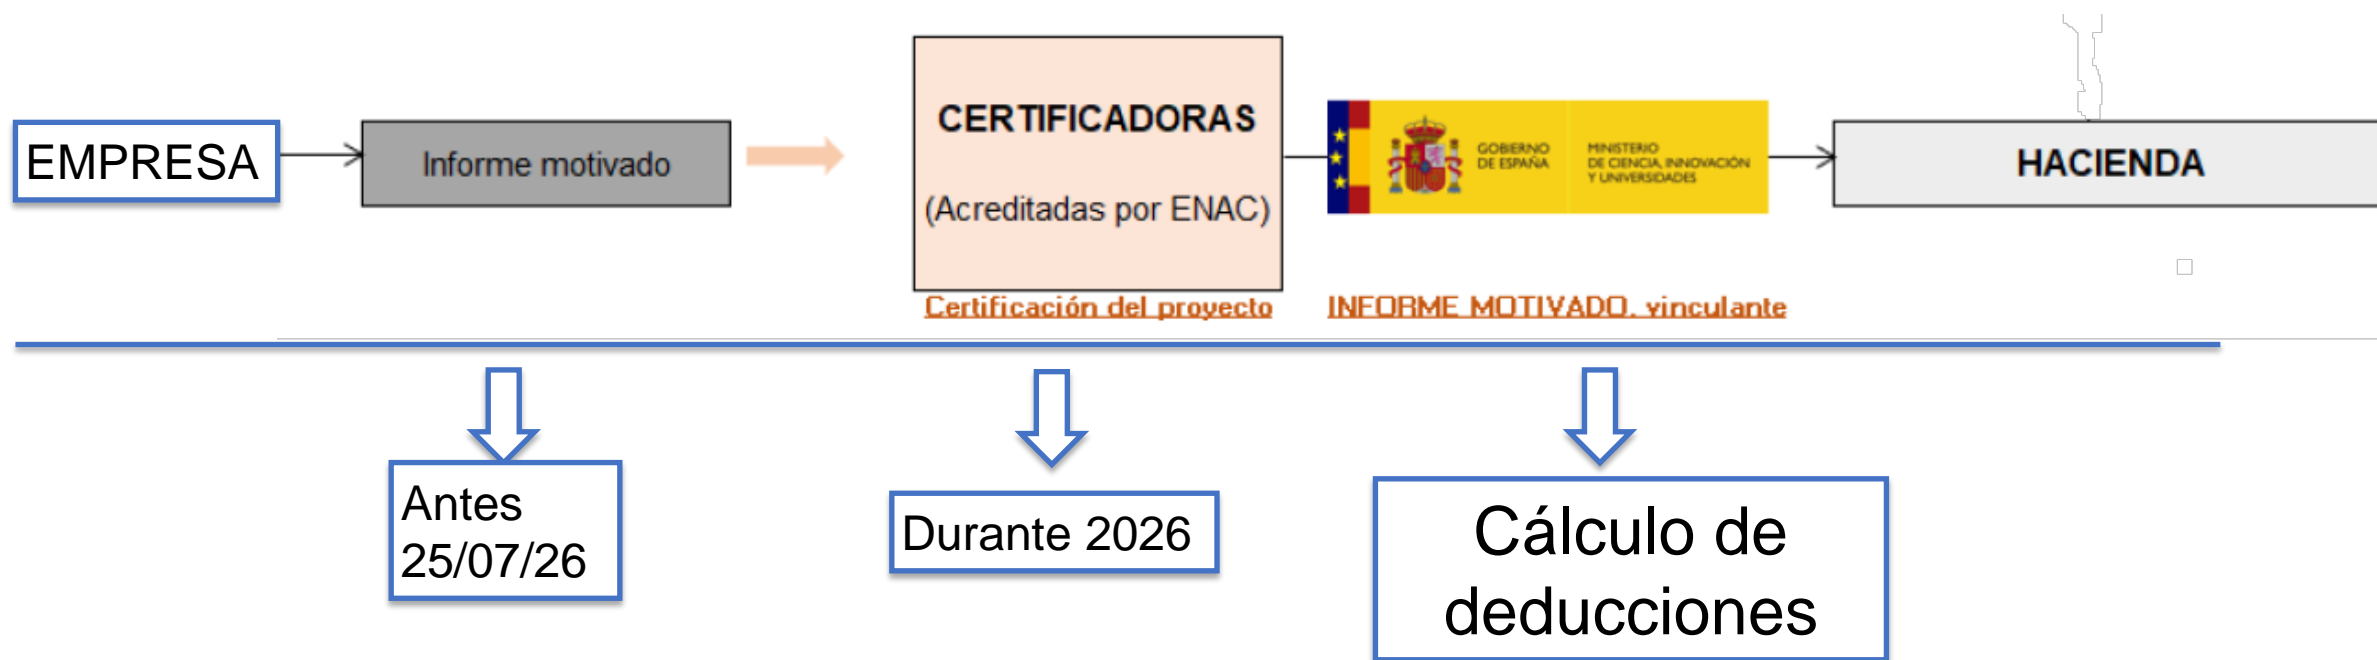 EMPRESA
Informe motivado
CERTIFICADORAS
(Acreditadas por ENAC)
GOBIERNO
DE ESPAÑA
MINISTERIO
DE CIENCIA, INNOVACIÓN
Y UNIVERSIDADES
HACIENDA
Certificación del proyecto
INFORME MOTIVADO, vinculante
Antes
25/07/26
Durante 2026
Cálculo de
deducciones